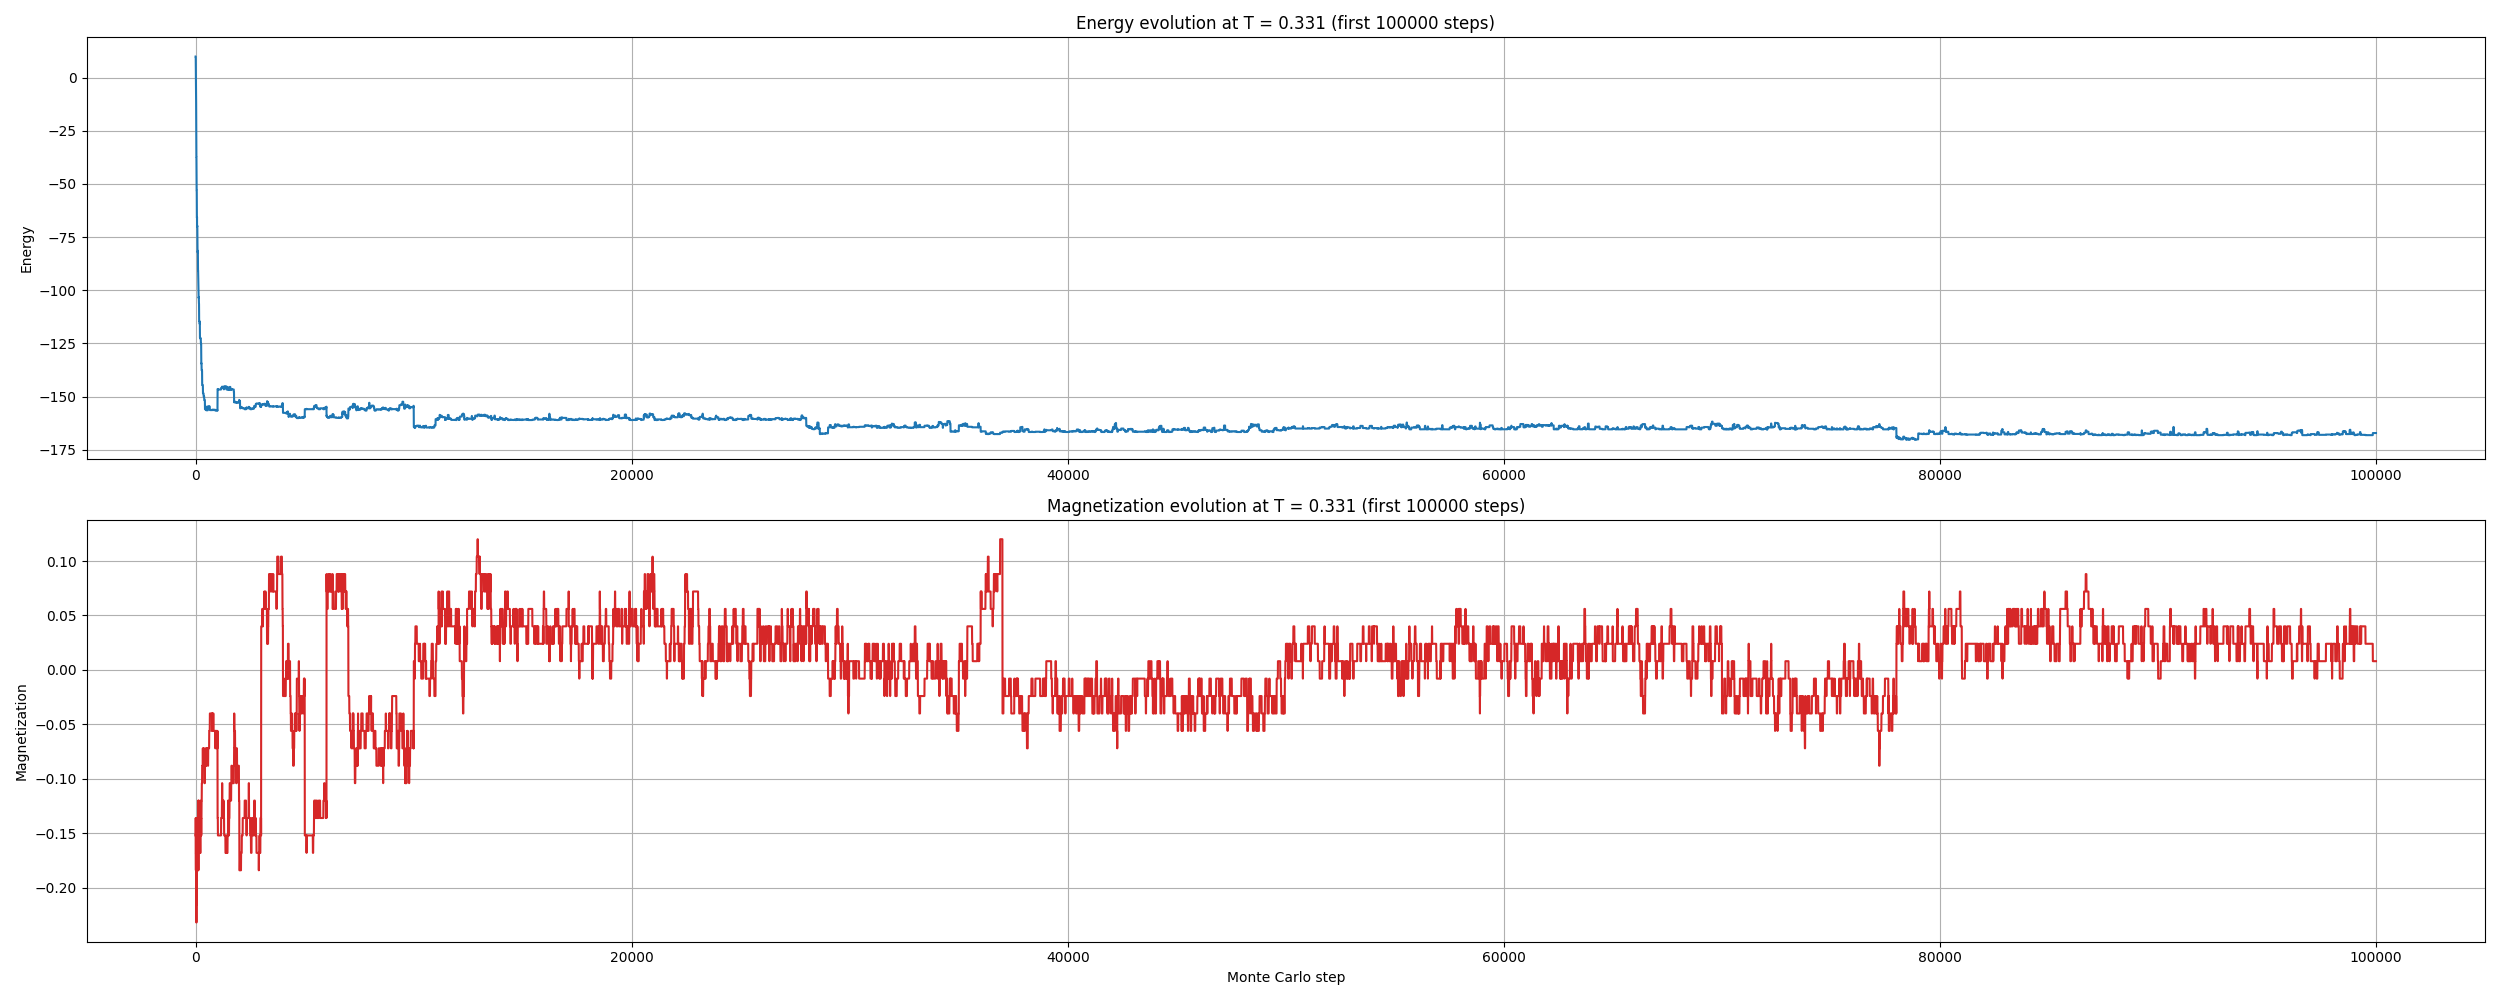 Energy evolution at T = 0.331 (first 100000 steps)
Energy
0
−25
−50
−75
−100
−125
−150
−175
0 20000 40000 60000 80000 100000
Magnetization evolution at T = 0.331 (first 100000 steps)
Magnetization
0.10
0.05
0.00
−0.05
−0.10
−0.15
−0.20
0 20000 40000 60000 80000 100000
Monte Carlo step